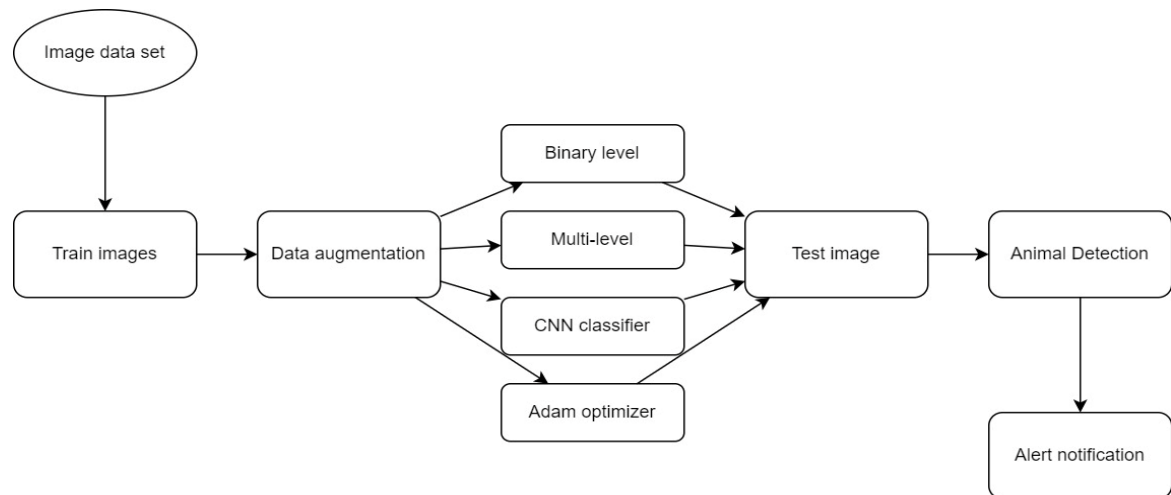 Image data set
Train images
Data augmentation
Binary level
Multi-level
CNN classifier
Adam optimizer
Test image
Animal Detection
Alert notification